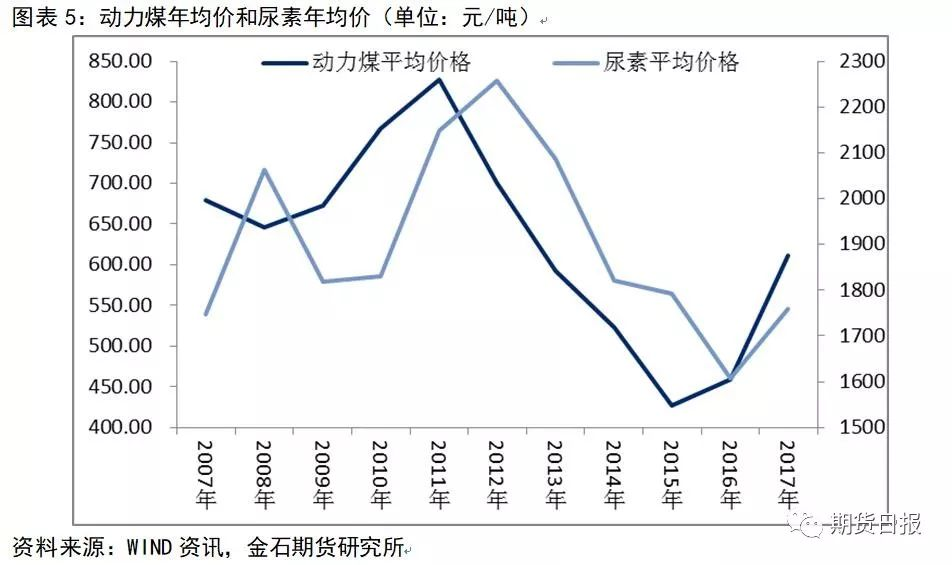 图表 5：动力煤年均价和尿素年均价（单位：元/吨）
动力煤平均价格 尿素平均价格
850.00 2300
800.00 2200
750.00 2100
700.00 2000
650.00 1900
600.00 1800
550.00 1700
500.00 1600
450.00 1500
400.00
2007年 2008年 2009年 2010年 2011年 2012年 2013年 2014年 2015年 2016年 2017年
期货日报
资料来源：WIND 资讯，金石期货研究所